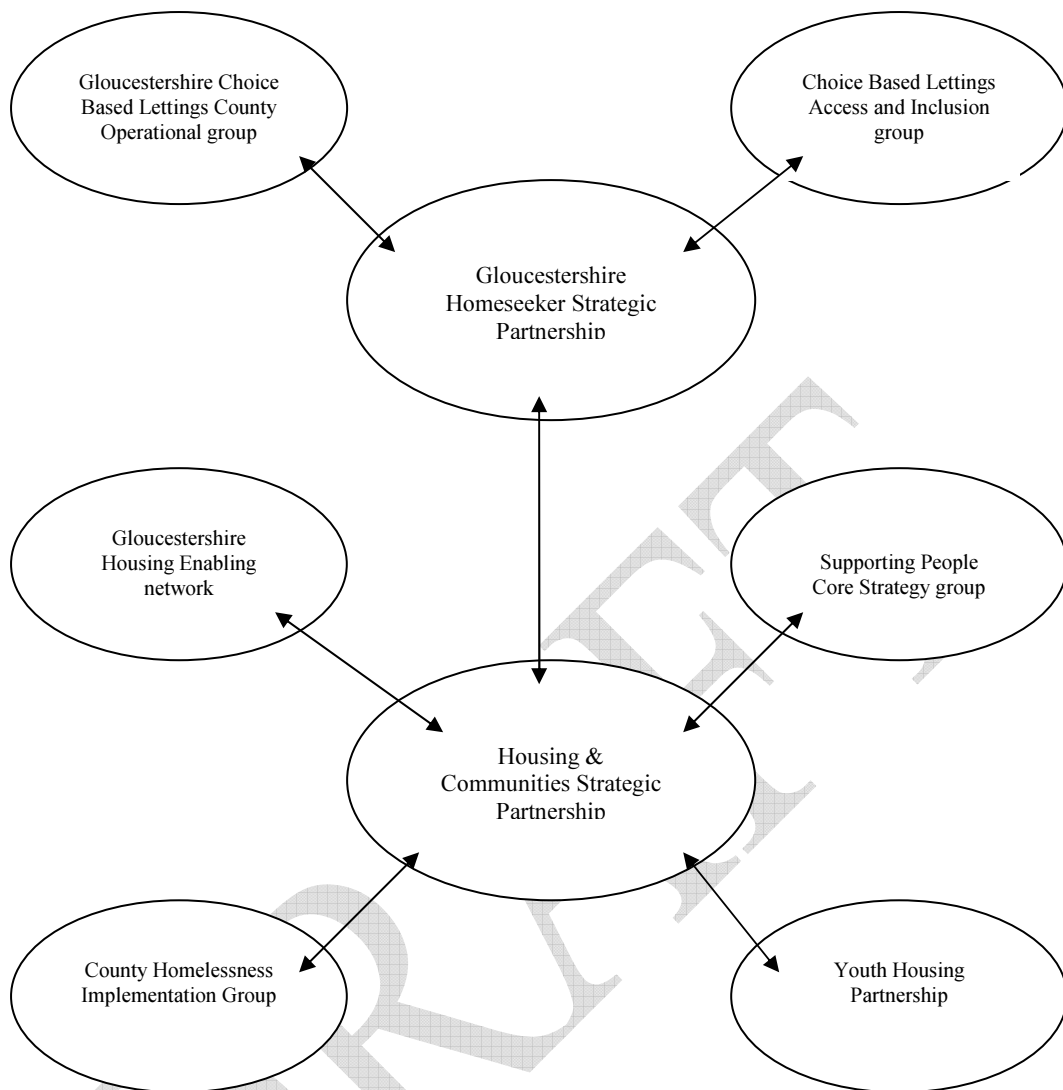 Gloucestershire Choice
Based Lettings County
Operational group
Choice Based Lettings
Access and Inclusion
group
Gloucestershire
Homeseeker Strategic
Partnership
Gloucestershire
Housing Enabling
network
Supporting People
Core Strategy group
Housing &
Communities Strategic
Partnership
County Homelessness
Implementation Group
Youth Housing
Partnership